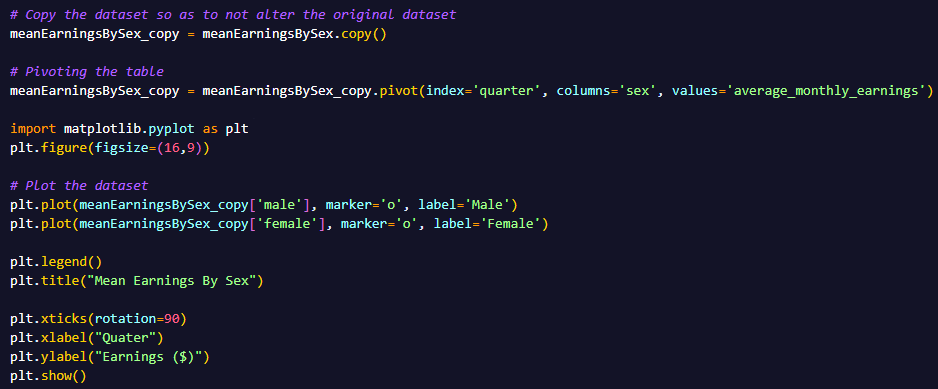 # Copy the dataset so as to not alter the original dataset
meanEarningsBySex_copy = meanEarningsBySex.copy()
# Pivoting the table
meanEarningsBySex_copy = meanEarningsBySex_copy.pivot(index='quarter', columns='sex', values='average_monthly_earnings')
import matplotlib.pyplot as plt
plt.figure(figsize=(16,9))
# Plot the dataset
plt.plot(meanEarningsBySex_copy['male'], marker='o', label='Male')
plt.plot(meanEarningsBySex_copy['female'], marker='o', label='Female')
plt.legend()
plt.title("Mean Earnings By Sex")
plt.xticks(rotation=90)
plt.xlabel("Quater")
plt.ylabel("Earnings ($)")
plt.show()